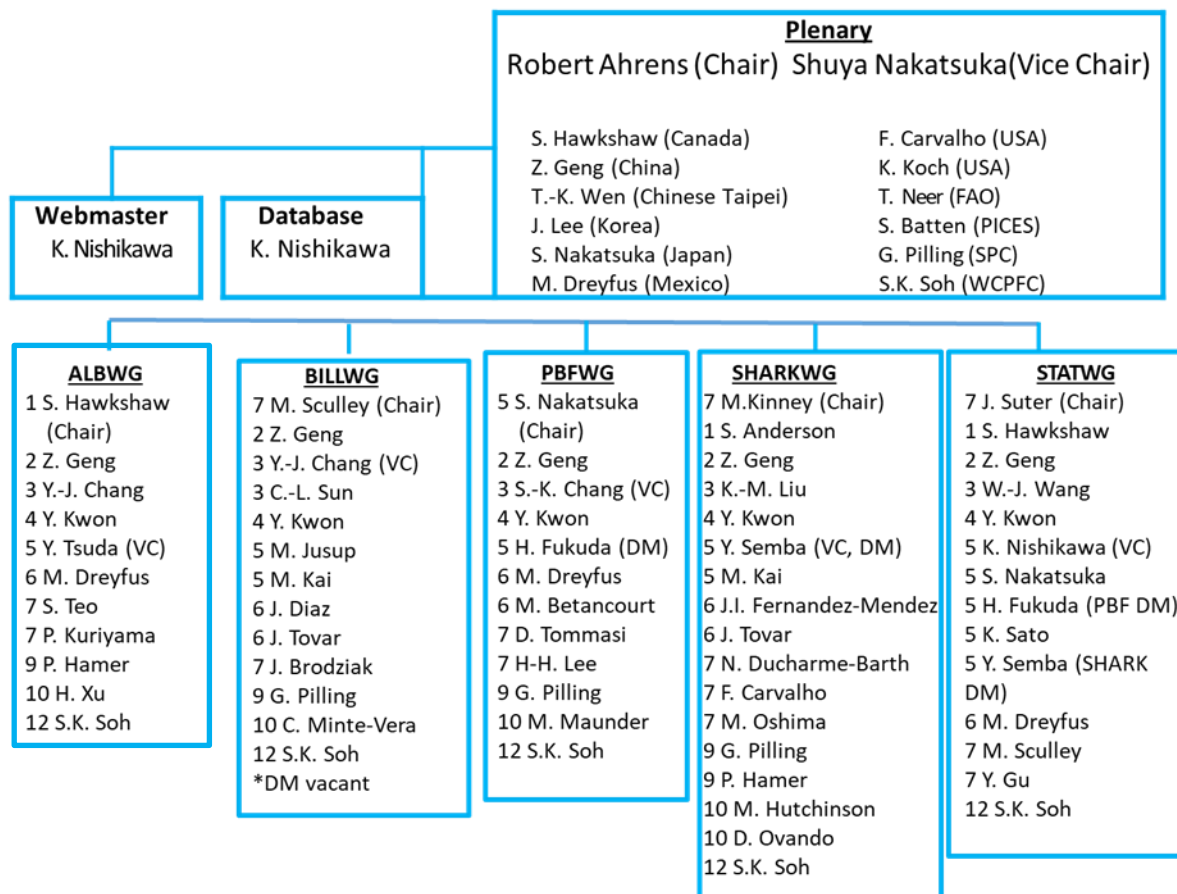 Plenary
Robert Ahrens (Chair) Shuya Nakatsuka(Vice Chair)
S. Hawkshaw (Canada)
Z. Geng (China)
T.-K. Wen (Chinese Taipei)
J. Lee (Korea)
S. Nakatsuka (Japan)
M. Dreyfus (Mexico)
F. Carvalho (USA)
K. Koch (USA)
T. Neer (FAO)
S. Batten (PICES)
G. Pilling (SPC)
S.K. Soh (WCPFC)
Webmaster
K. Nishikawa
Database
K. Nishikawa
ALBWG
1 S. Hawkshaw
(Chair)
2 Z. Geng
3 Y.-J. Chang
4 Y. Kwon
5 Y. Tsuda (VC)
6 M. Dreyfus
7 S. Teo
7 P. Kuriyama
9 P. Hamer
10 H. Xu
12 S.K. Soh
BILLWG
7 M. Sculley (Chair)
2 Z. Geng
3 Y.-J. Chang (VC)
3 C.-L. Sun
4 Y. Kwon
5 M. Jusup
5 M. Kai
6 J. Diaz
6 J. Tovar
7 J. Brodziak
9 G. Pilling
10 C. Minte-Vera
12 S.K. Soh
*DM vacant
PBFWG
5 S. Nakatsuka
(Chair)
2 Z. Geng
3 S.-K. Chang (VC)
4 Y. Kwon
5 H. Fukuda (DM)
6 M. Dreyfus
6 M. Betancourt
7 D. Tommasi
7 H-H. Lee
9 G. Pilling
10 M. Maunder
12 S.K. Soh
SHARKWG
7 M.Kinney (Chair)
1 S. Anderson
2 Z. Geng
3 K.-M. Liu
4 Y. Kwon
5 Y. Semba (VC, DM)
5 M. Kai
6 J.I. Fernandez-Mendez
6 J. Tovar
7 N. Ducharme-Barth
7 F. Carvalho
7 M. Oshima
9 G. Pilling
9 P. Hamer
10 M. Hutchinson
10 D. Ovando
12 S.K. Soh
STATWG
7 J. Suter (Chair)
1 S. Hawkshaw
2 Z. Geng
3 W.-J. Wang
4 Y. Kwon
5 K. Nishikawa (VC)
5 S. Nakatsuka
5 H. Fukuda (PBF DM)
5 K. Sato
5 Y. Semba (SHARK
DM)
6 M. Dreyfus
7 M. Sculley
7 Y. Gu
12 S.K. Soh